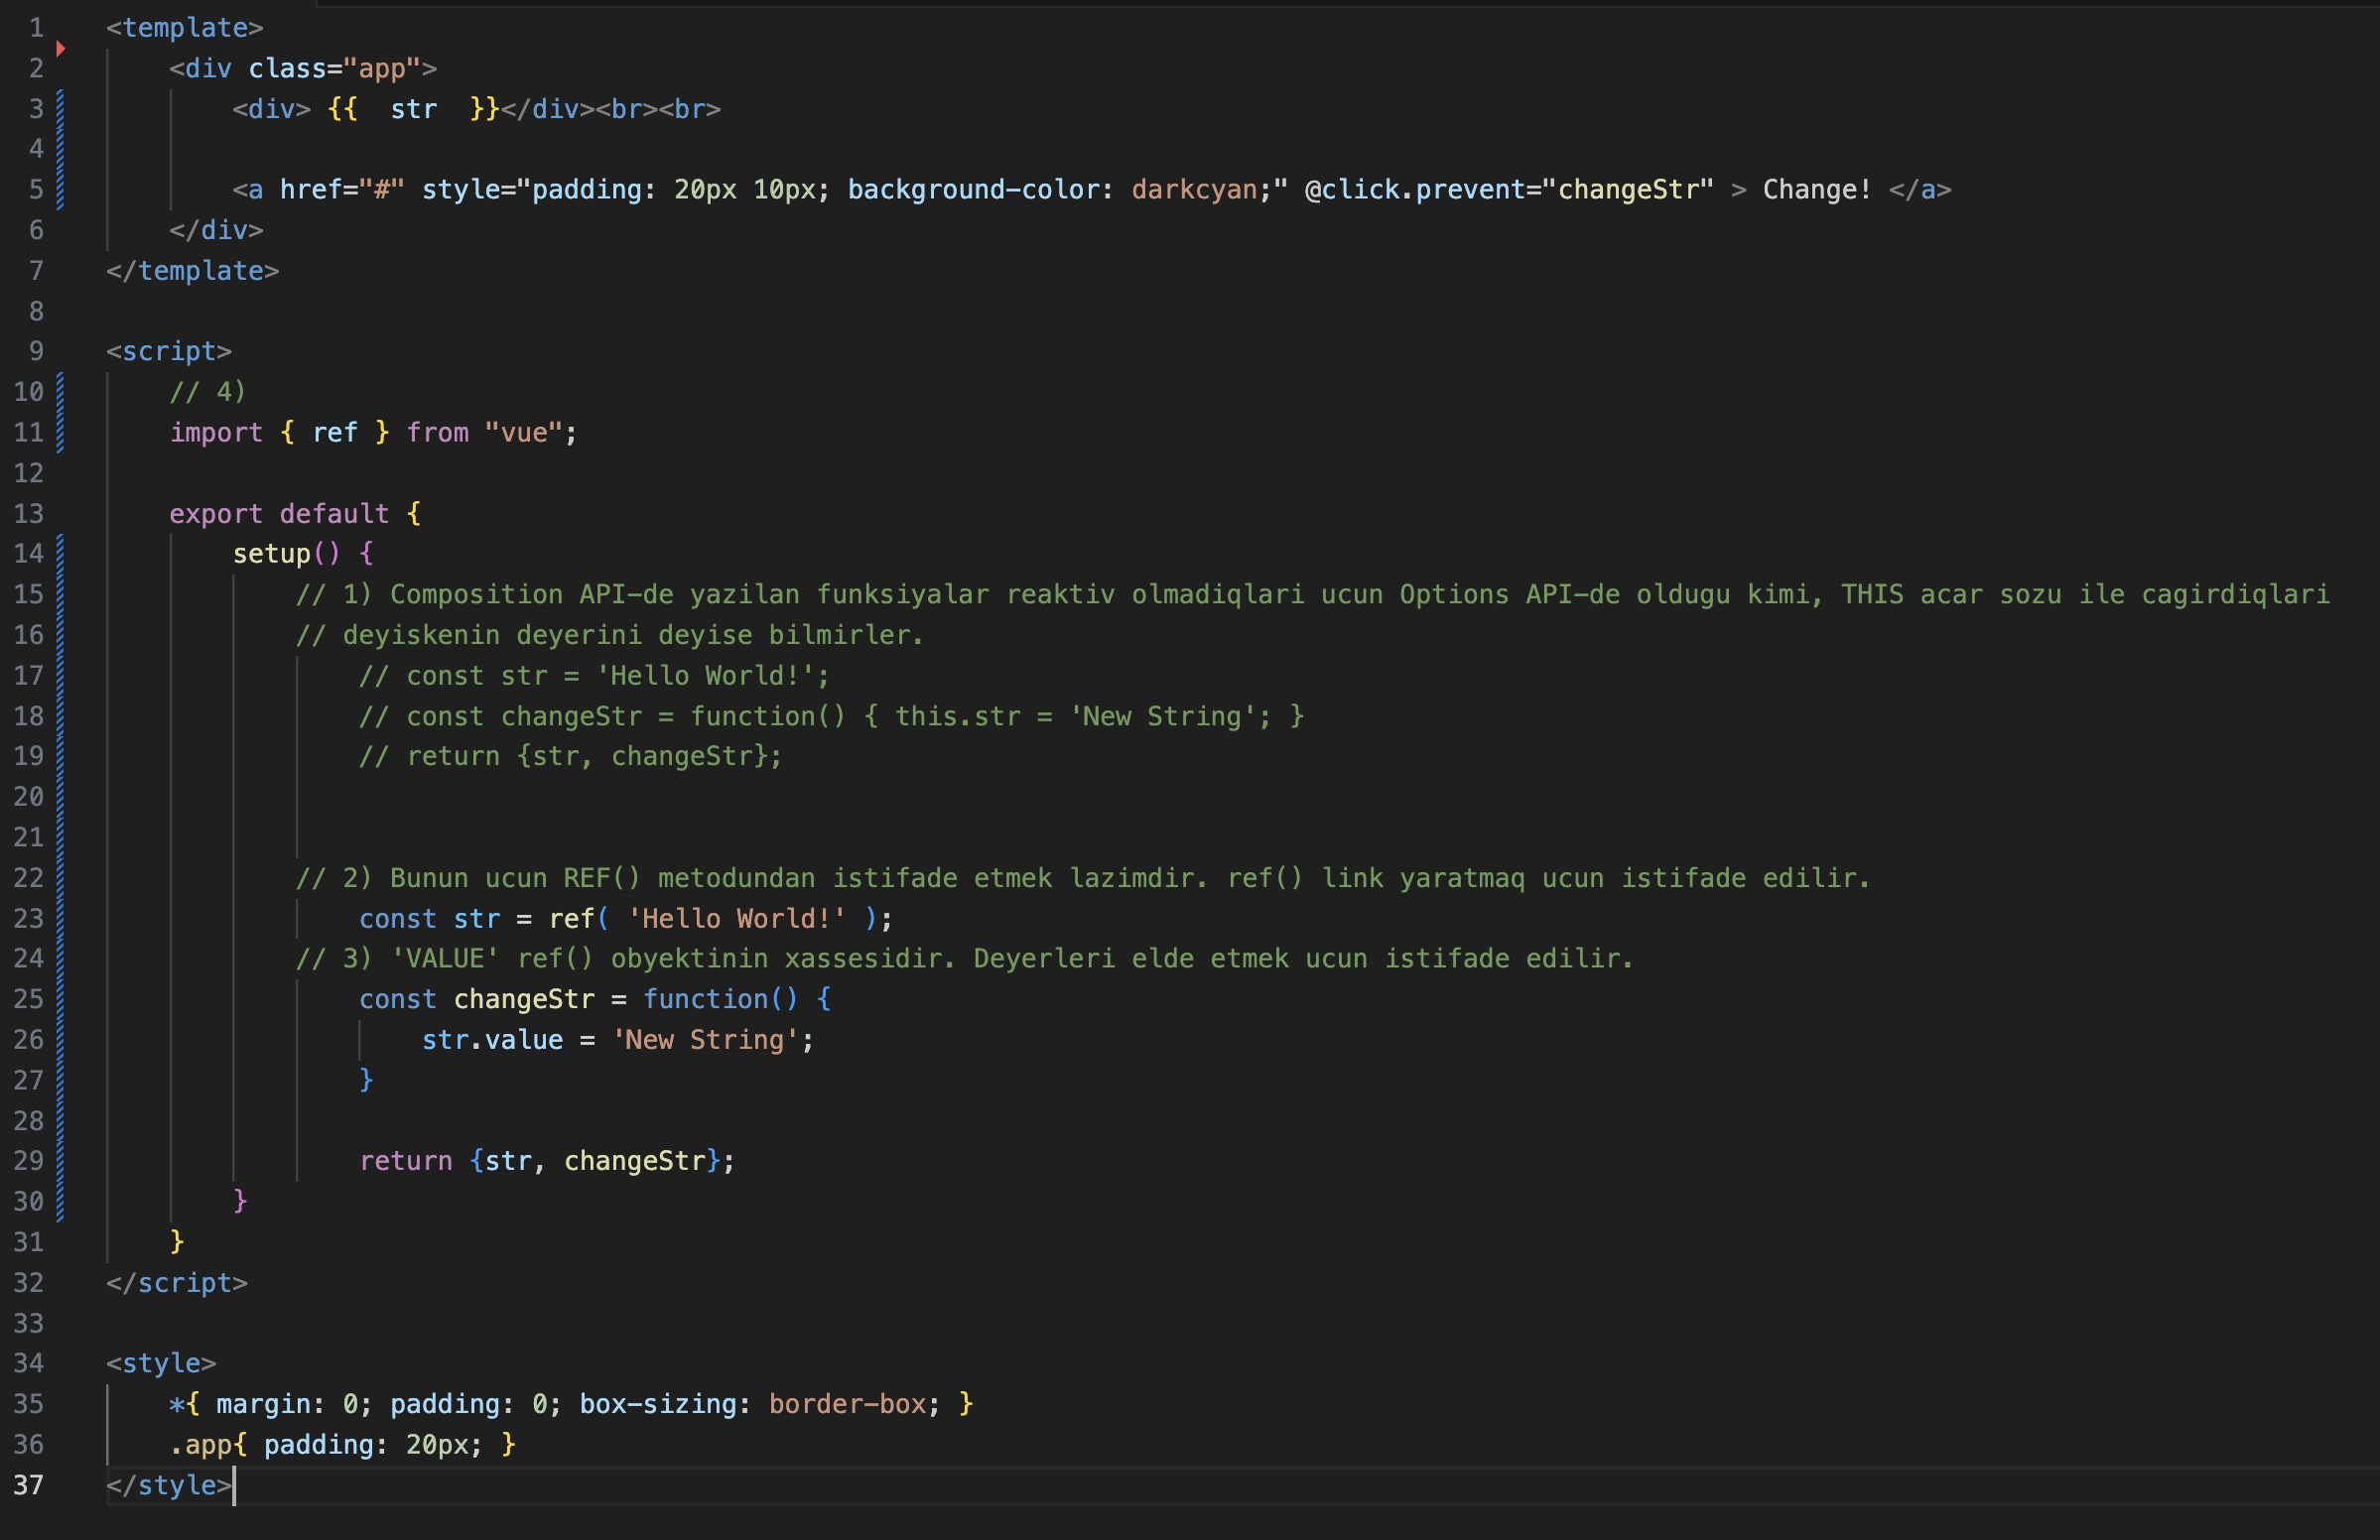 1 <template>
2 <div class="app">
3 <div> {{  str  }}</div><br><br>
4
5 <a href="#" style="padding: 20px 10px; background-color: darkcyan;" @click.prevent="changeStr" > Change! </a>
6 </div>
7 </template>
8
9 <script>
10 // 4)
11 import { ref } from "vue";
12
13 export default {
14 setup() {
15 // 1) Composition API-de yazilan funksiyalar reaktiv olmadiqlari ucun Options API-de oldugu kimi, THIS acar sozu ile cagirdiqlari
16 // deyiskenin deyerini deyise bilmirler.
17 // const str = 'Hello World!';
18 // const changeStr = function() { this.str = 'New String'; }
19 // return {str, changeStr};
20
21
22 // 2) Bunun ucun REF() metodundan istifade etmek lazimdir. ref() link yaratmaq ucun istifade edilir.
23 const str = ref( 'Hello World!' );
24 // 3) 'VALUE' ref() obyektinin xassesidir. Deyerleri elde etmek ucun istifade edilir.
25 const changeStr = function() {
26 str.value = 'New String';
27 }
28
29 return {str, changeStr};
30 }
31 }
32 </script>
33
34 <style>
35 *{ margin: 0; padding: 0; box-sizing: border-box; }
36 .app{ padding: 20px; }
37 </style>